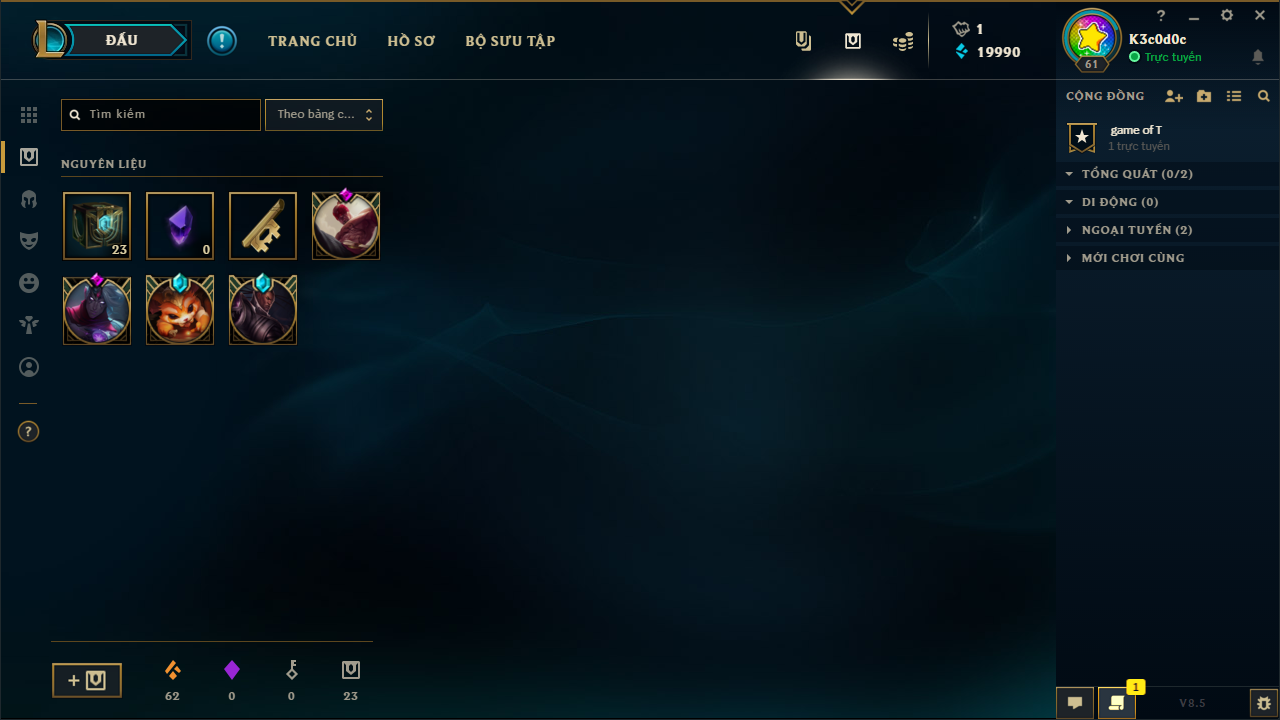 ĐẤU
TRANG CHỦ
HỒ SƠ
BỘ SƯU TẬP
1
19990
?
K3c0d0c
Trực tuyến
61
CỘNG ĐỒNG
game of T
1 trực tuyến
TỔNG QUÁT (0/2)
DI ĐỘNG (0)
NGOẠI TUYẾN (2)
MỚI CHƠI CÙNG
Tìm kiếm
Theo bảng c...
NGUYÊN LIỆU
23
0
?
62
0
0
23
1
V8.5